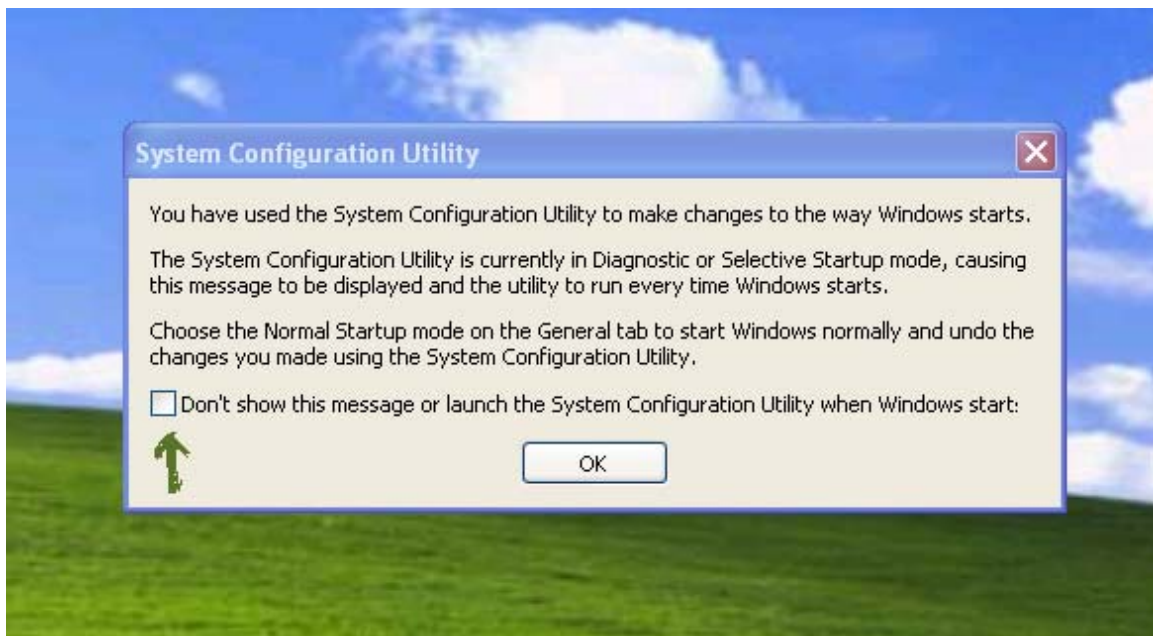 System Configuration Utility
You have used the System Configuration Utility to make changes to the way Windows starts.
The System Configuration Utility is currently in Diagnostic or Selective Startup mode, causing
this message to be displayed and the utility to run every time Windows starts.
Choose the Normal Startup mode on the General tab to start Windows normally and undo the
changes you made using the System Configuration Utility.
Don't show this message or launch the System Configuration Utility when Windows start:
OK